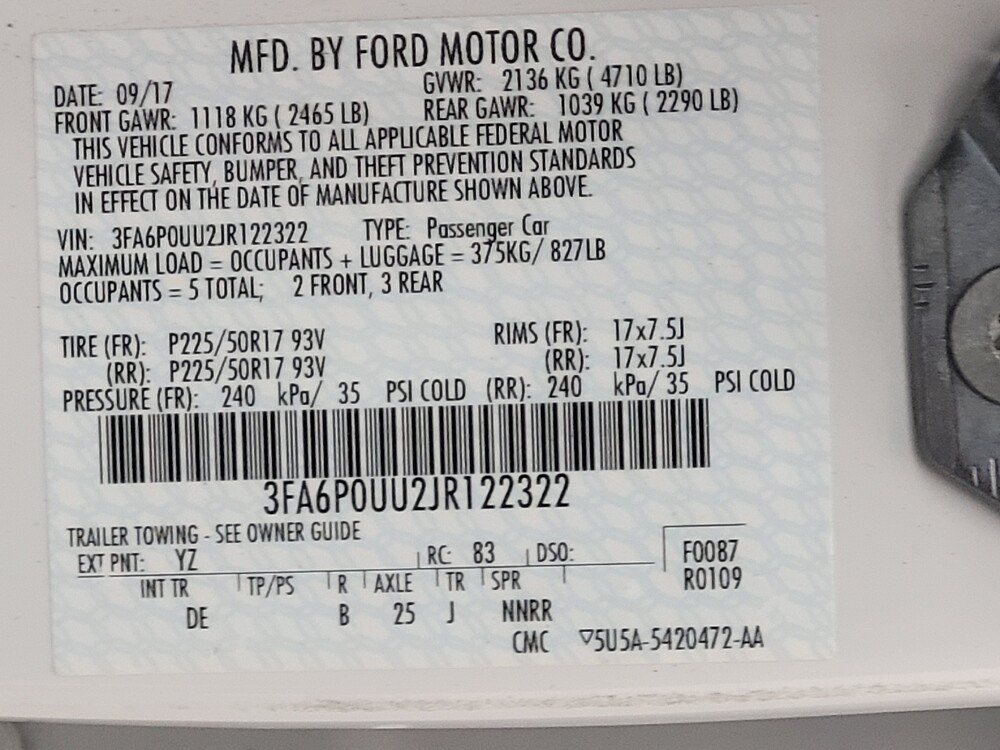 MFD. BY FORD MOTOR CO.
DATE: 09/17 GVWR: 2136 KG ( 4710 LB)
FRONT GAWR: 1118 KG ( 2465 LB) REAR GAWR: 1039 KG ( 2290 LB)
THIS VEHICLE CONFORMS TO ALL APPLICABLE FEDERAL MOTOR
VEHICLE SAFETY, BUMPER, AND THEFT PREVENTION STANDARDS
IN EFFECT ON THE DATE OF MANUFACTURE SHOWN ABOVE.
VIN: 3FA6P0UU2JR122322 TYPE: Passenger Car
MAXIMUM LOAD = OCCUPANTS + LUGGAGE = 375KG/ 827LB
OCCUPANTS = 5 TOTAL; 2 FRONT, 3 REAR
TIRE (FR): P225/50R17 93V RIMS (FR): 17x7.5J
(RR): P225/50R17 93V (RR): 17x7.5J
PRESSURE (FR): 240 kPa/ 35 PSI COLD (RR): 240 kPa/ 35 PSI COLD
3FA6P0UU2JR122322
TRAILER TOWING - SEE OWNER GUIDE
EXT PNT: YZ RC: 83 DSO: F0087
INT TR TP/PS R AXLE TR SPR R0109
DE B 25 J NNRR
CMC ▽5U5A-5420472-AA